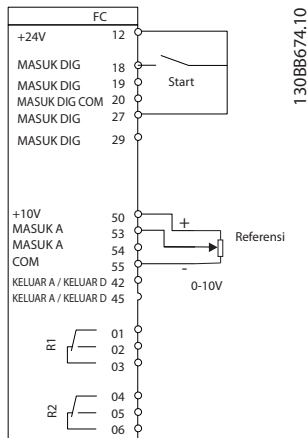 FC
+24V 12
MASUK DIG 18
MASUK DIG 19
MASUK DIG COM 20
MASUK DIG 27
MASUK DIG 29
Start
+10V 50
MASUK A 53
MASUK A 54
COM 55
KELUAR A / KELUAR D 42
KELUAR A / KELUAR D 45
+
-
Referensi
0-10V
R1
01
02
03
R2
04
05
06
130BB674.10